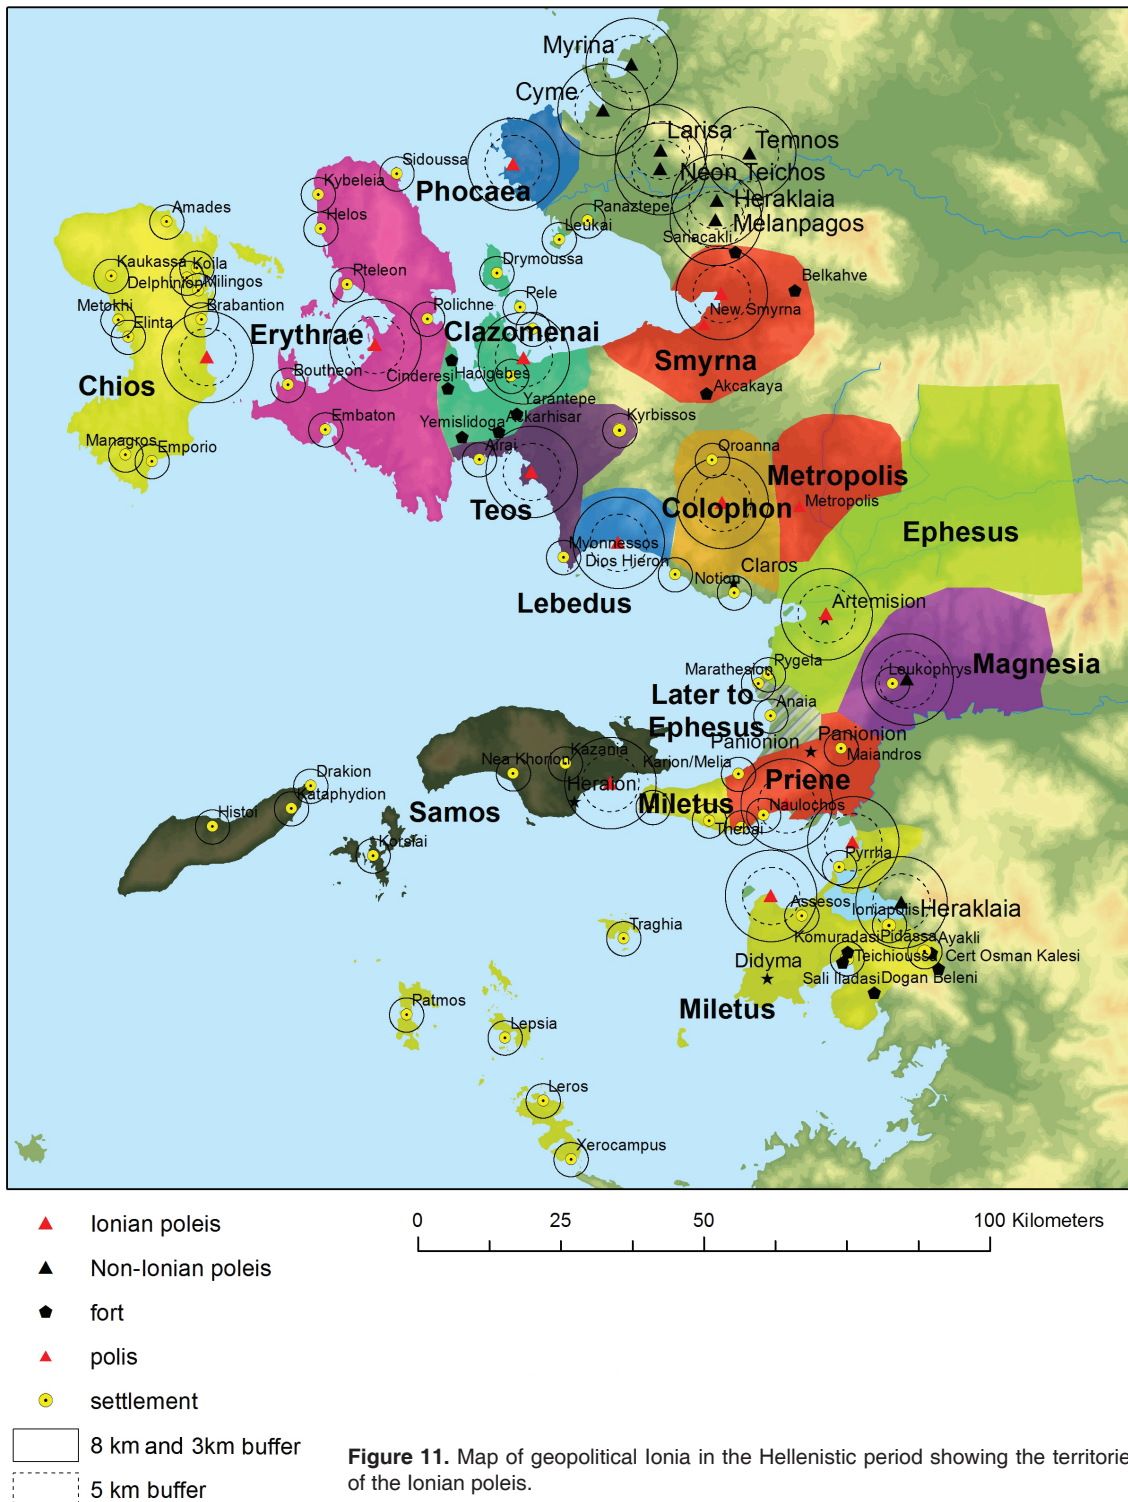 Myrina
Cyme
Larisa
Temnos
Neon Teichos
Heraklaia
Melanpagos
Sidoussa
Kybeleia
Phocaea
Panaztepe
Leukai
Sariacakli
Amades
Helos
Kaukassa
Koila
Delphinion
Milingos
Pteleon
Drymoussa
Belkahve
Metokhi
Brabantion
Elinta
Polichne
Pele
New Smyrna
Erythrae
Clazomenai
Chios
Boutheon
Cinderesi
Hacigebes
Smyrna
Akcakaya
Yarantepe
Embaton
Yemislidoga
Askarhisar
Kyrbissos
Managros
Emporio
Airai
Oroanna
Metropolis
Teos
Colophon
Metropolis
Ephesus
Myonnessos
Dios Hieron
Notion
Claros
Lebedus
Artemision
Marathesion
Pygela
Leukophrys
Magnesia
Later to
Ephesus
Anaia
Panionion
Panionion
Maiandros
Nea Khorion
Kazania
Karion/Melia
Drakion
Kataphydion
Heraion
Priene
Histoi
Samos
Miletus
Naulochos
Thebai
Korsiai
Pyrrha
Assesos
Ioniapolis
Heraklaia
Traghia
Komuradasi
Pidassa
Ayakli
Didyma
Teichioussa
Cert Osman Kalesi
Sali Iladasi
Dogan Beleni
Patmos
Miletus
Lepsia
Leros
Xerocampus
Ionian poleis
0 25 50 100 Kilometers
Non-Ionian poleis
fort
polis
settlement
8 km and 3km buffer
5 km buffer
Figure 11. Map of geopolitical Ionia in the Hellenistic period showing the territorie
of the Ionian poleis.